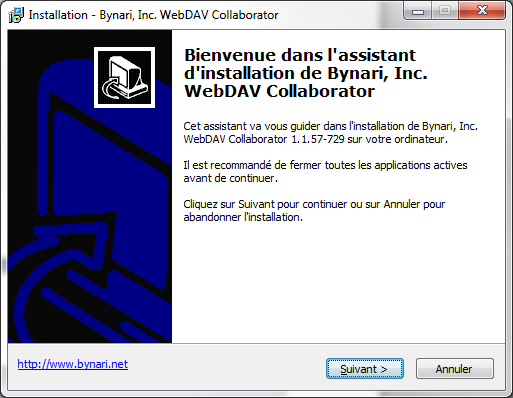 Installation - Bynari, Inc. WebDAV Collaborator
Bienvenue dans l'assistant
d'installation de Bynari, Inc.
WebDAV Collaborator
Cet assistant va vous guider dans l'installation de Bynari, Inc.
WebDAV Collaborator 1.1.57-729 sur votre ordinateur.
Il est recommandé de fermer toutes les applications actives
avant de continuer.
Cliquez sur Suivant pour continuer ou sur Annuler pour
abandonner l'installation.
http://www.bynari.net
Suivant >
Annuler